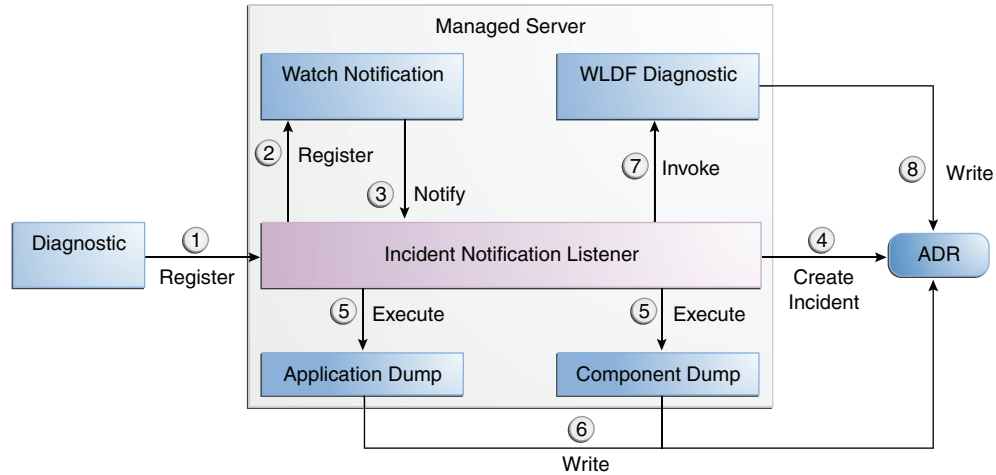 Managed Server
Watch Notification
WLDF Diagnostic
2
Register
7
Invoke
8
Write
3
Notify
Diagnostic
1
Register
Incident Notification Listener
4
Create
Incident
ADR
5
Execute
5
Execute
Application Dump
Component Dump
6
Write